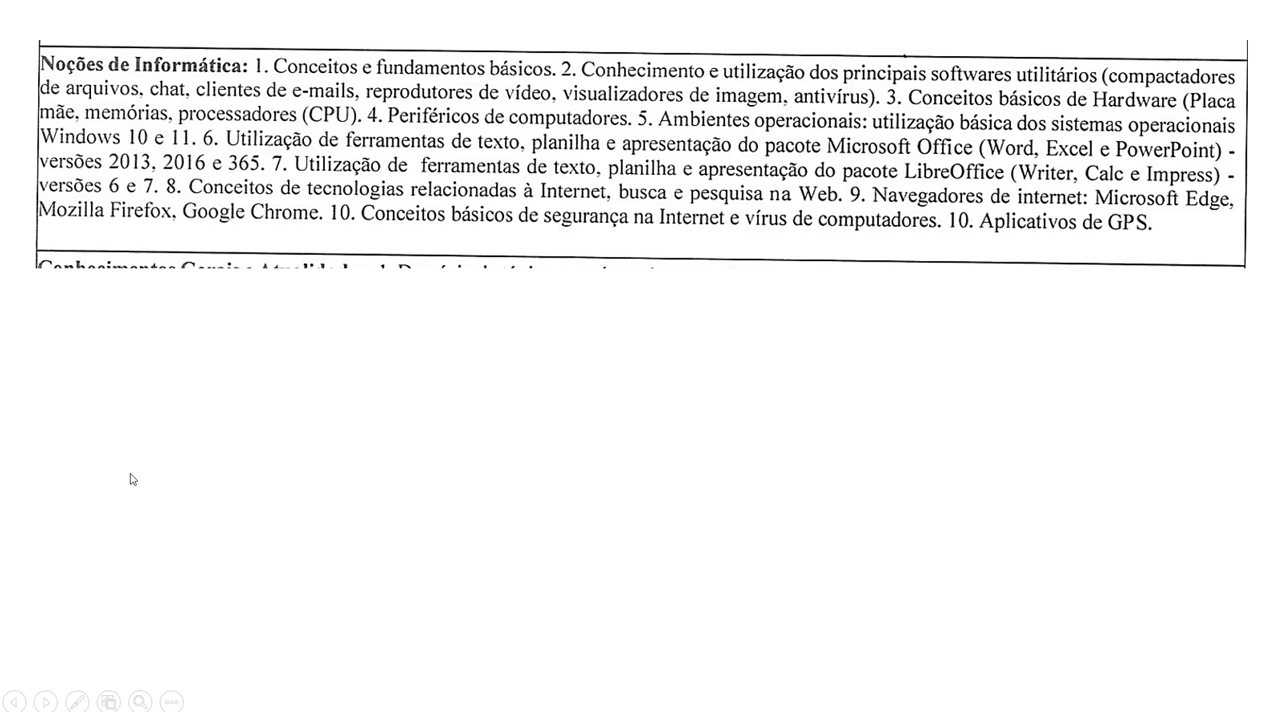 Noções de Informática: 1. Conceitos e fundamentos básicos. 2. Conhecimento e utilização dos principais softwares utilitários (compactadores
de arquivos, chat, clientes de e-mails, reprodutores de vídeo, visualizadores de imagem, antivírus). 3. Conceitos básicos de Hardware (Placa
mãe, memórias, processadores (CPU). 4. Periféricos de computadores. 5. Ambientes operacionais: utilização básica dos sistemas operacionais
Windows 10 e 11. 6. Utilização de ferramentas de texto, planilha e apresentação do pacote Microsoft Office (Word, Excel e PowerPoint) -
versões 2013, 2016 e 365. 7. Utilização de ferramentas de texto, planilha e apresentação do pacote LibreOffice (Writer, Calc e Impress) -
versões 6 e 7. 8. Conceitos de tecnologias relacionadas à Internet, busca e pesquisa na Web. 9. Navegadores de internet: Microsoft Edge,
Mozilla Firefox, Google Chrome. 10. Conceitos básicos de segurança na Internet e vírus de computadores. 10. Aplicativos de GPS.